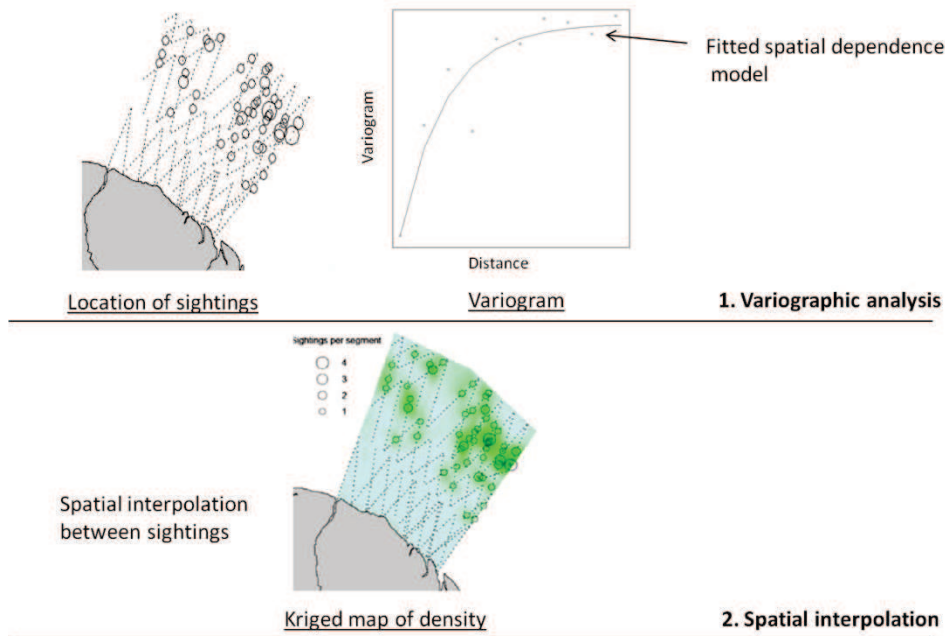 Fitted spatial dependence
model
Variogram
Distance
Location of sightings
Variogram
1. Variographic analysis
ightings per segment
4
3
2
1
Spatial interpolation
between sightings
Kriged map of density
2. Spatial interpolation